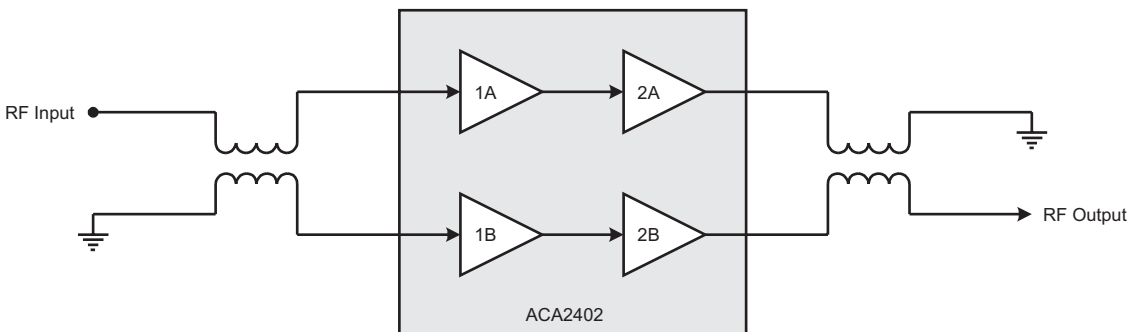 RF Input
1A
2A
1B
2B
RF Output
ACA2402